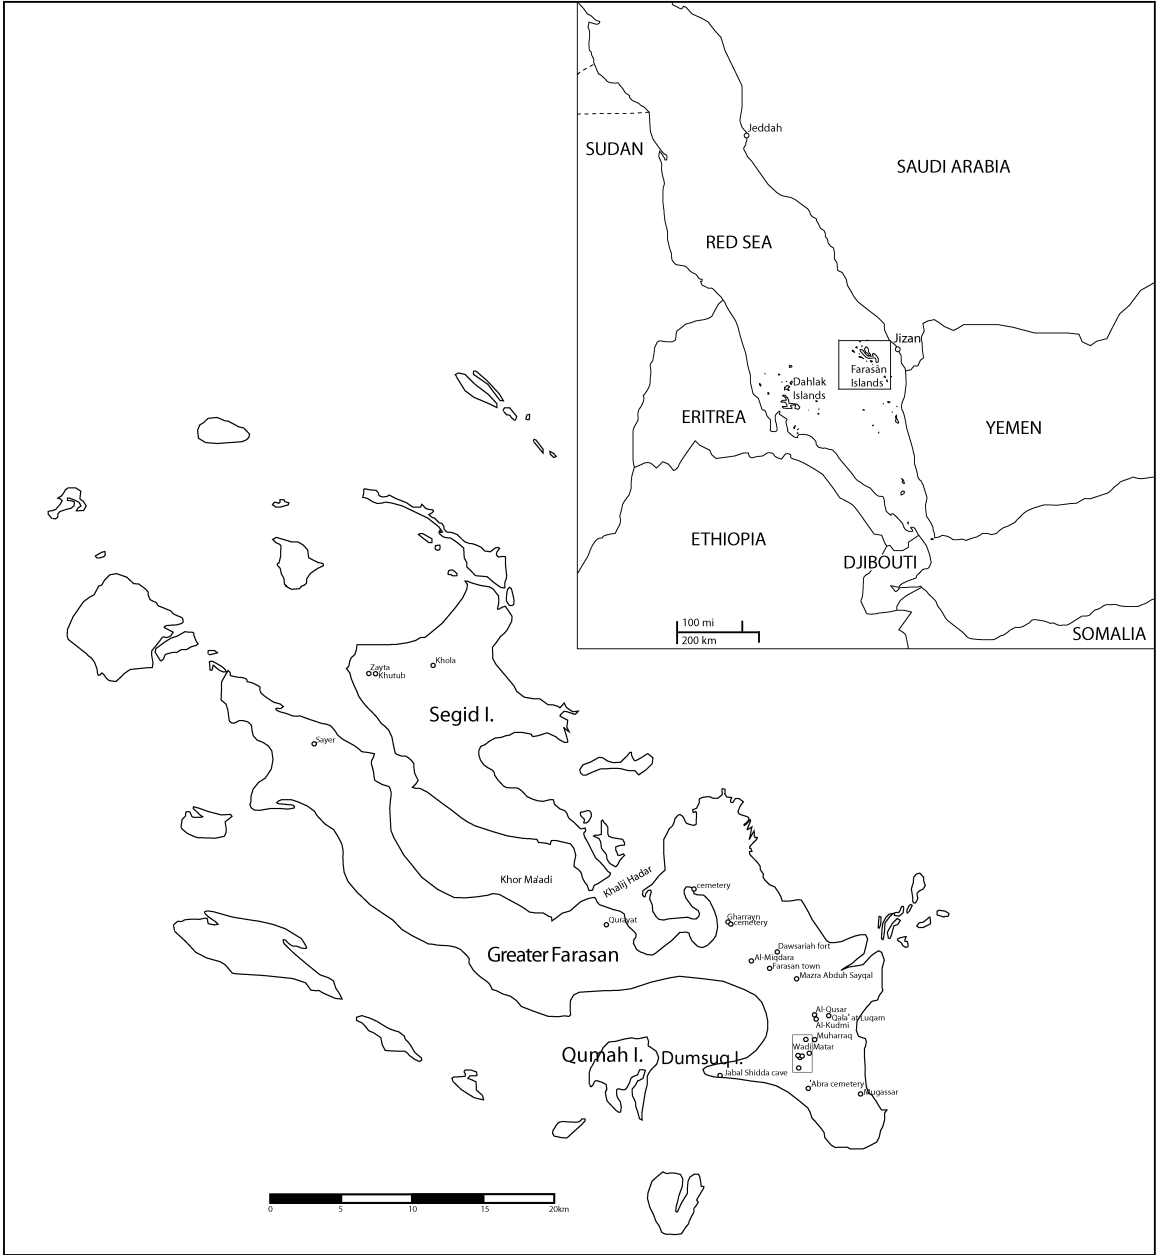 Jeddah
SUDAN
SAUDI ARABIA
RED SEA
Jizan
Farasān
Islands
Dahlak
Islands
ERITREA
YEMEN
ETHIOPIA
DJIBOUTI
100 mi
200 km
SOMALIA
Khola
Zayta
Khutub
Segid I.
Sayer
Khor Ma'adi
Khalij Hadar
cemetery
Qurayat
Gharrayn
cemetery
Greater Farasan
Dawsariah fort
Al-Miqdara
Farasan town
Mazra Abduh Sayqal
Al-Qusar
Qala' at Luqam
Al-Kudmi
Muharraq
Wadi Matar
Qumah I.
Dumsuq I.
Jabal Shidda cave
'Abra cemetery
Mugassar
0 5 10 15 20km